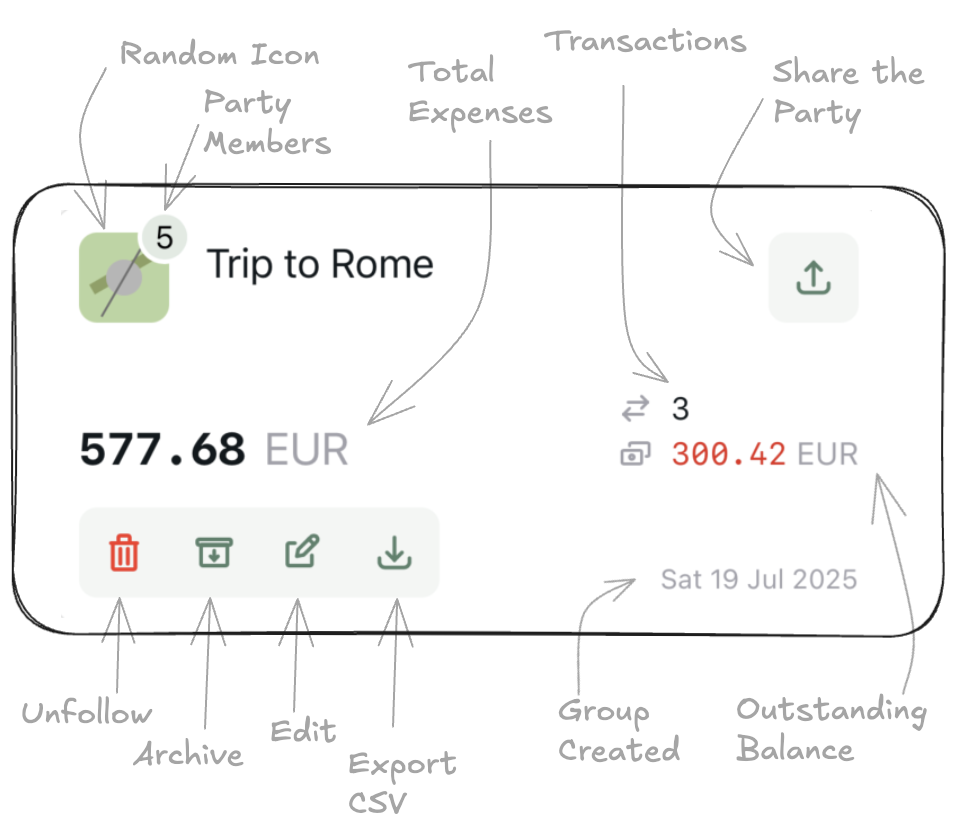 Random Icon
Party
Members
Total
Expenses
Transactions
Share the
Party
5
Trip to Rome
3
577.68 EUR
300.42 EUR
Sat 19 Jul 2025
Unfollow
Archive
Edit
Export
CSV
Group
Created
Outstanding
Balance